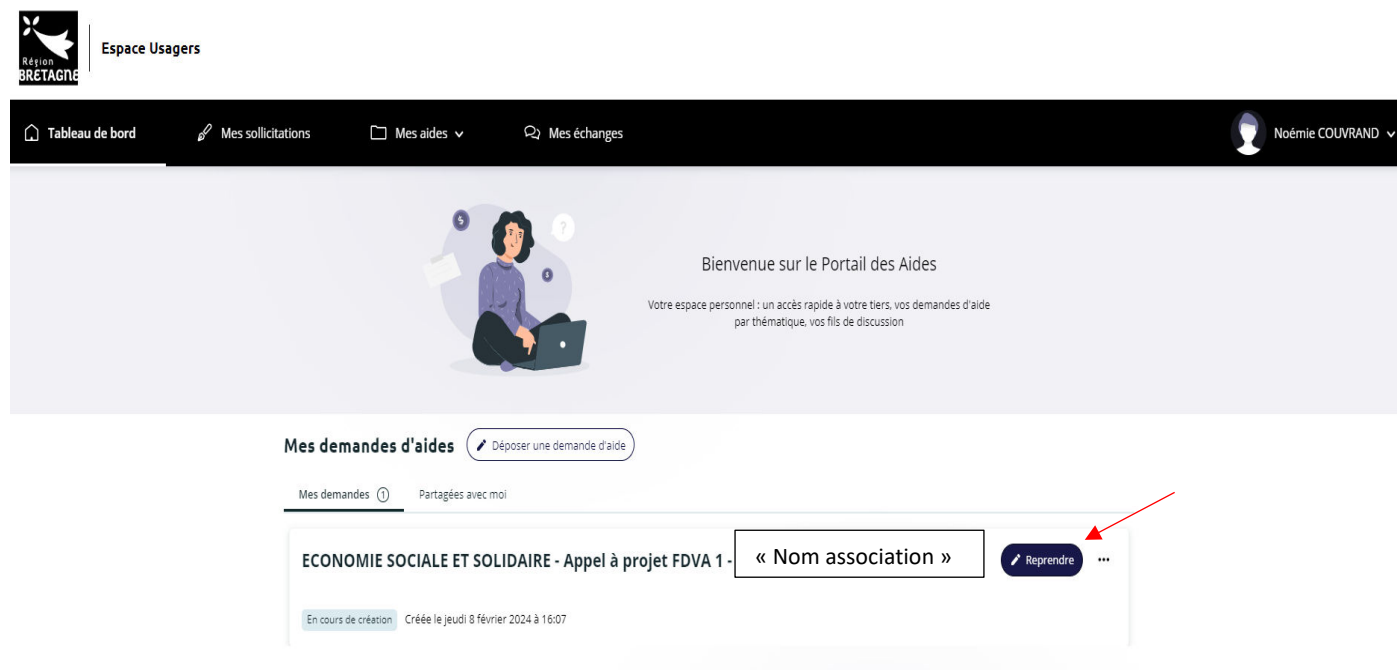 Région
BRETAGNE
Espace Usagers
Tableau de bord
Mes sollicitations
Mes aides
Mes échanges
Noémie COUVRAND
$
?
$
Bienvenue sur le Portail des Aides
Votre espace personnel : un accès rapide à votre tiers, vos demandes d'aide
par thématique, vos fils de discussion
Mes demandes d'aides
Déposer une demande d'aide
Mes demandes 1
Partagées avec moi
ECONOMIE SOCIALE ET SOLIDAIRE - Appel à projet FDVA 1 - « Nom association »
Reprendre
...
En cours de création Créée le jeudi 8 février 2024 à 16:07